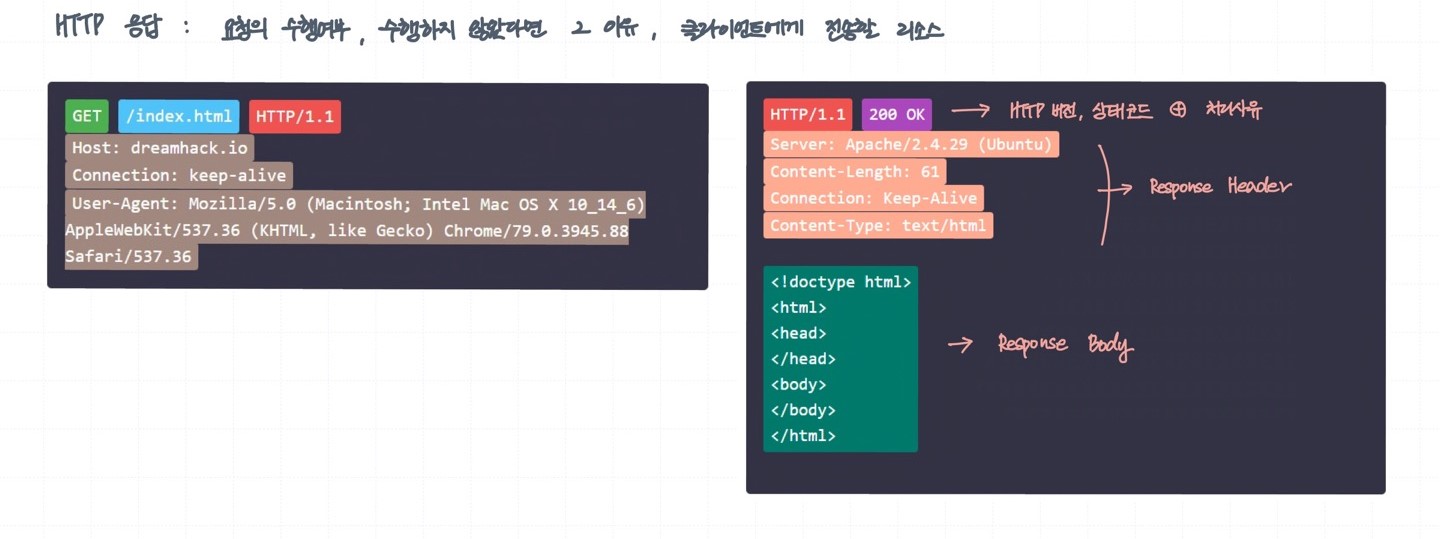 HTTP 응답 : 요청의 수행여부, 수행하지 않았다면 그 이유, 클라이언트에게 전송할 리소스
GET /index.html HTTP/1.1
Host: dreamhack.io
Connection: keep-alive
User-Agent: Mozilla/5.0 (Macintosh; Intel Mac OS X 10_14_6)
AppleWebKit/537.36 (KHTML, like Gecko) Chrome/79.0.3945.88
Safari/537.36
HTTP/1.1 200 OK → HTTP 버전, 상태코드 ⊕ 처리사유
Server: Apache/2.4.29 (Ubuntu)
Content-Length: 61
Connection: Keep-Alive
Content-Type: text/html
→ Response Header
<!doctype html>
<html>
<head>
</head>
<body>
</body>
</html>
→ Response Body